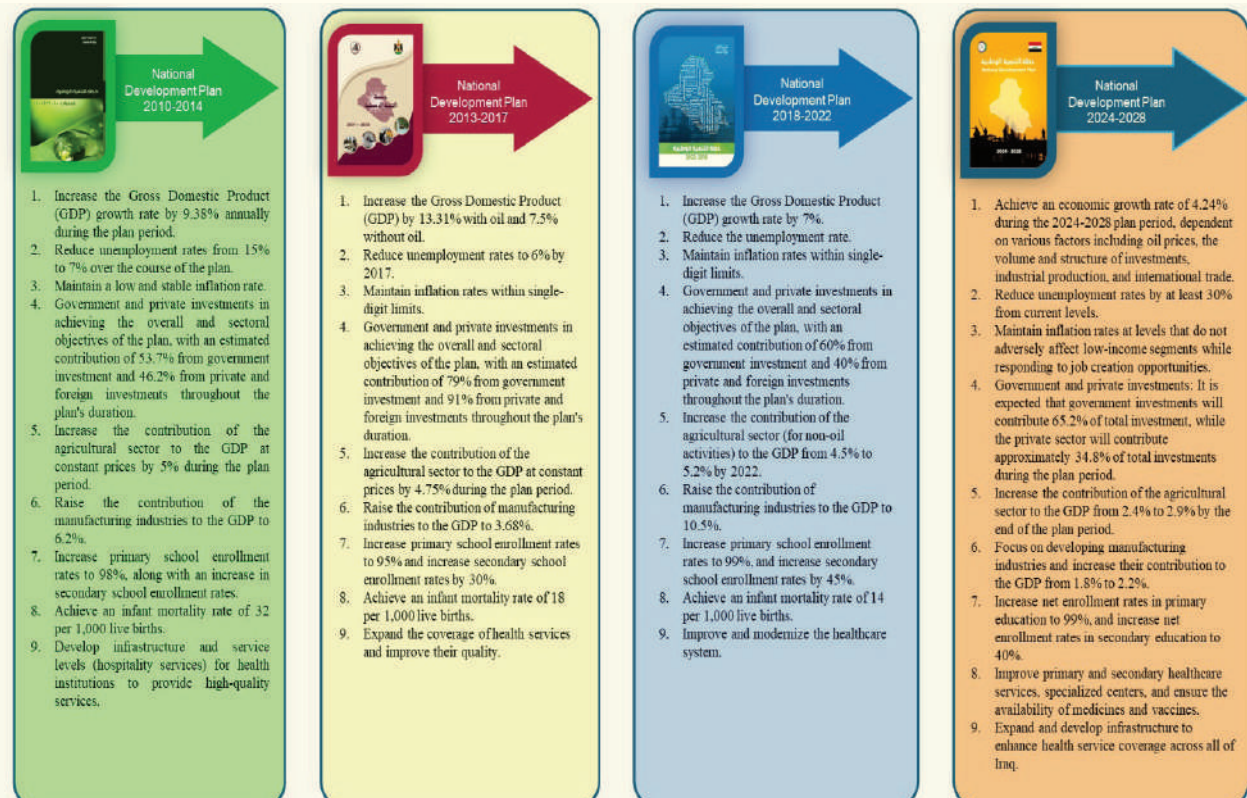 National
Development Plan
2010-2014
1. Increase the Gross Domestic Product
(GDP) growth rate by 9.38% annually
during the plan period.
2. Reduce unemployment rates from 15%
to 7% over the course of the plan.
3. Maintain a low and stable inflation rate.
4. Government and private investments in
achieving the overall and sectoral
objectives of the plan, with an estimated
contribution of 53.7% from government
investment and 46.2% from private and
foreign investments throughout the
plan's duration.
5. Increase the contribution of the
agricultural sector to the GDP at
constant prices by 5% during the plan
period.
6. Raise the contribution of the
manufacturing industries to the GDP to
6.2%.
7. Increase primary school enrollment
rates to 98%, along with an increase in
secondary school enrollment rates.
8. Achieve an infant mortality rate of 32
per 1,000 live births.
9. Develop infrastructure and service
levels (hospitality services) for health
institutions to provide high-quality
services.
National
Development Plan
2013-2017
1. Increase the Gross Domestic Product
(GDP) by 13.31% with oil and 7.5%
without oil.
2. Reduce unemployment rates to 6% by
2017.
3. Maintain inflation rates within single-
digit limits.
4. Government and private investments in
achieving the overall and sectoral
objectives of the plan, with an estimated
contribution of 79% from government
investment and 91% from private and
foreign investments throughout the plan's
duration.
5. Increase the contribution of the
agricultural sector to the GDP at constant
prices by 4.75% during the plan period.
6. Raise the contribution of manufacturing
industries to the GDP to 3.68%.
7. Increase primary school enrollment rates
to 95% and increase secondary school
enrollment rates by 30%.
8. Achieve an infant mortality rate of 18
per 1,000 live births.
9. Expand the coverage of health services
and improve their quality.
National
Development Plan
2018-2022
1. Increase the Gross Domestic Product
(GDP) growth rate by 7%.
2. Reduce the unemployment rate.
3. Maintain inflation rates within single-
digit limits.
4. Government and private investments in
achieving the overall and sectoral
objectives of the plan, with an
estimated contribution of 60% from
government investment and 40% from
private and foreign investments
throughout the plan's duration.
5. Increase the contribution of the
agricultural sector (for non-oil
activities) to the GDP from 4.5% to
5.2% by 2022.
6. Raise the contribution of
manufacturing industries to the GDP to
10.5%.
7. Increase primary school enrollment
rates to 99%, and increase secondary
school enrollment rates by 45%.
8. Achieve an infant mortality rate of 14
per 1,000 live births.
9. Improve and modernize the healthcare
system.
خطة التنمية الوطنية
National Development Plan
2024 - 2028
National
Development Plan
2024-2028
1. Achieve an economic growth rate of 4.24%
during the 2024-2028 plan period, dependent
on various factors including oil prices, the
volume and structure of investments,
industrial production, and international trade.
2. Reduce unemployment rates by at least 30%
from current levels.
3. Maintain inflation rates at levels that do not
adversely affect low-income segments while
responding to job creation opportunities.
4. Government and private investments: It is
expected that government investments will
contribute 65.2% of total investment, while
the private sector will contribute
approximately 34.8% of total investments
during the plan period.
5. Increase the contribution of the agricultural
sector to the GDP from 2.4% to 2.9% by the
end of the plan period.
6. Focus on developing manufacturing
industries and increase their contribution to
the GDP from 1.8% to 2.2%.
7. Increase net enrollment rates in primary
education to 99%, and increase net
enrollment rates in secondary education to
40%.
8. Improve primary and secondary healthcare
services, specialized centers, and ensure the
availability of medicines and vaccines.
9. Expand and develop infrastructure to
enhance health service coverage across all of
Iraq.